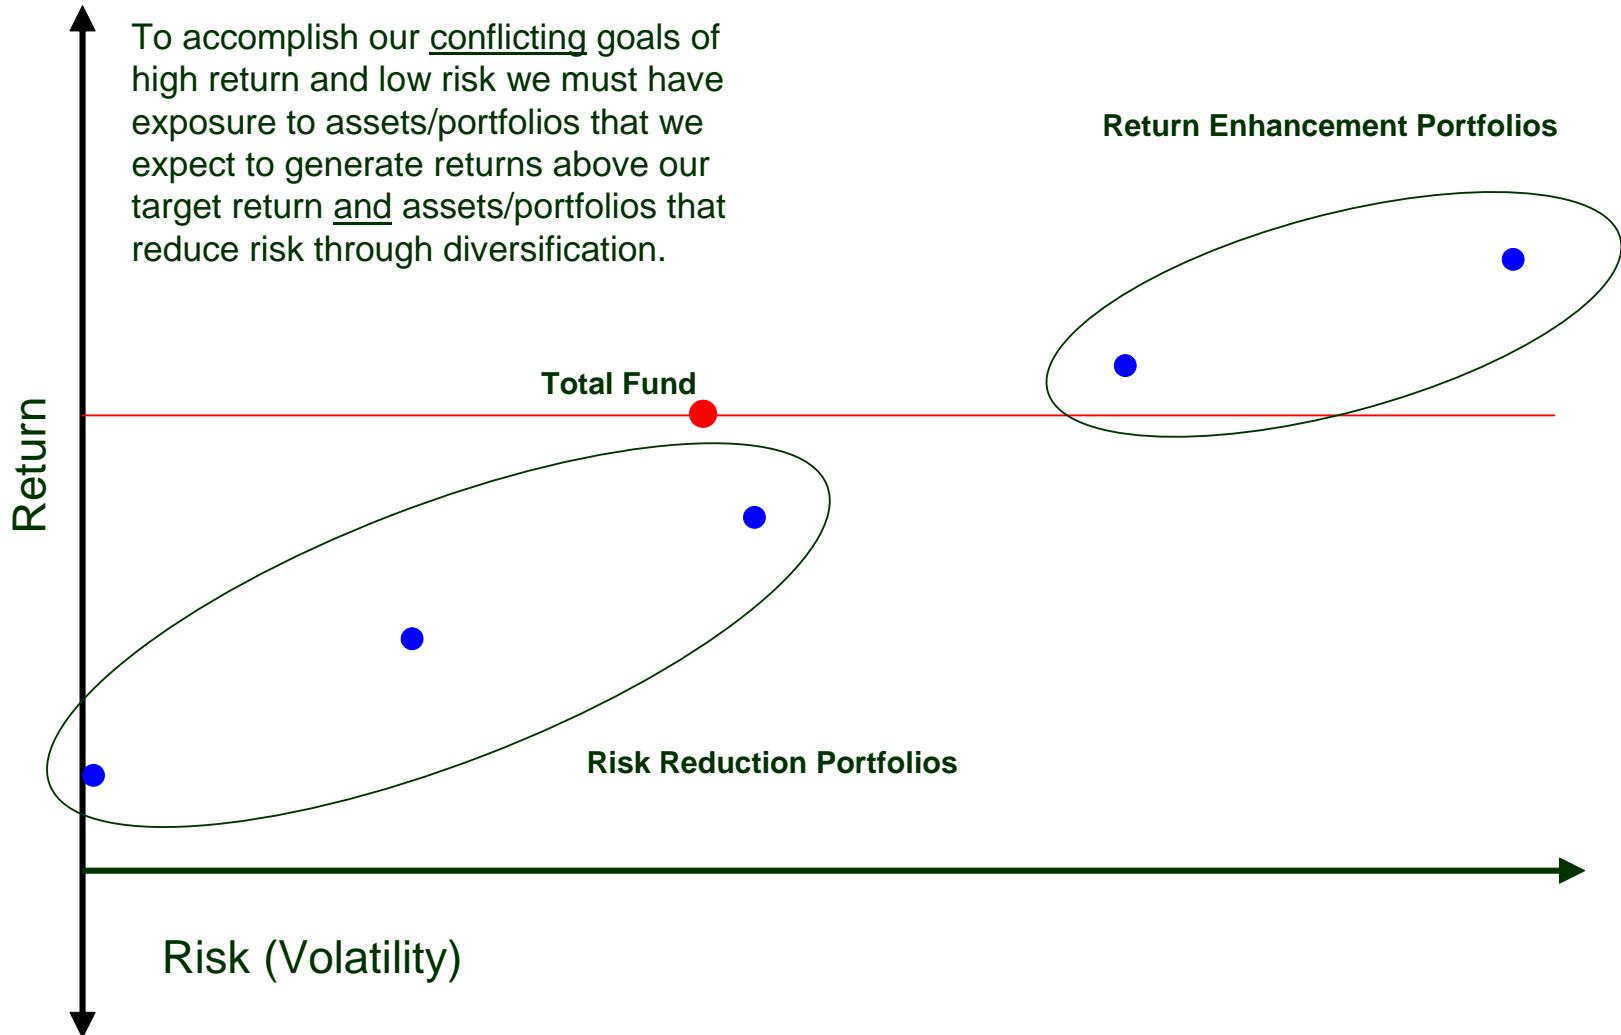 To accomplish our conflicting goals of
high return and low risk we must have
exposure to assets/portfolios that we
expect to generate returns above our
target return and assets/portfolios that
reduce risk through diversification.
Return Enhancement Portfolios
Total Fund
Return
Risk Reduction Portfolios
Risk (Volatility)